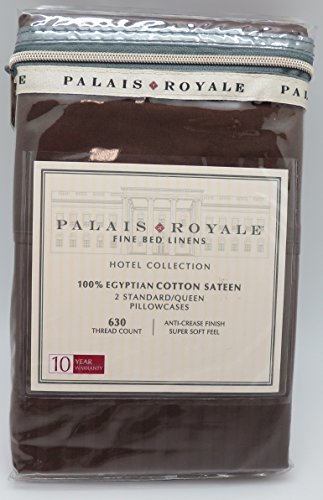 PALAIS ROYALE
PALAIS
PALAIS ROYALE
FINE BED LINENS
HOTEL COLLECTION
100% EGYPTIAN COTTON SATEEN
2 STANDARD/QUEEN
PILLOWCASES
630
THREAD COUNT
ANTI-CREASE FINISH
SUPER SOFT FEEL
10 YEAR
WARRANTY